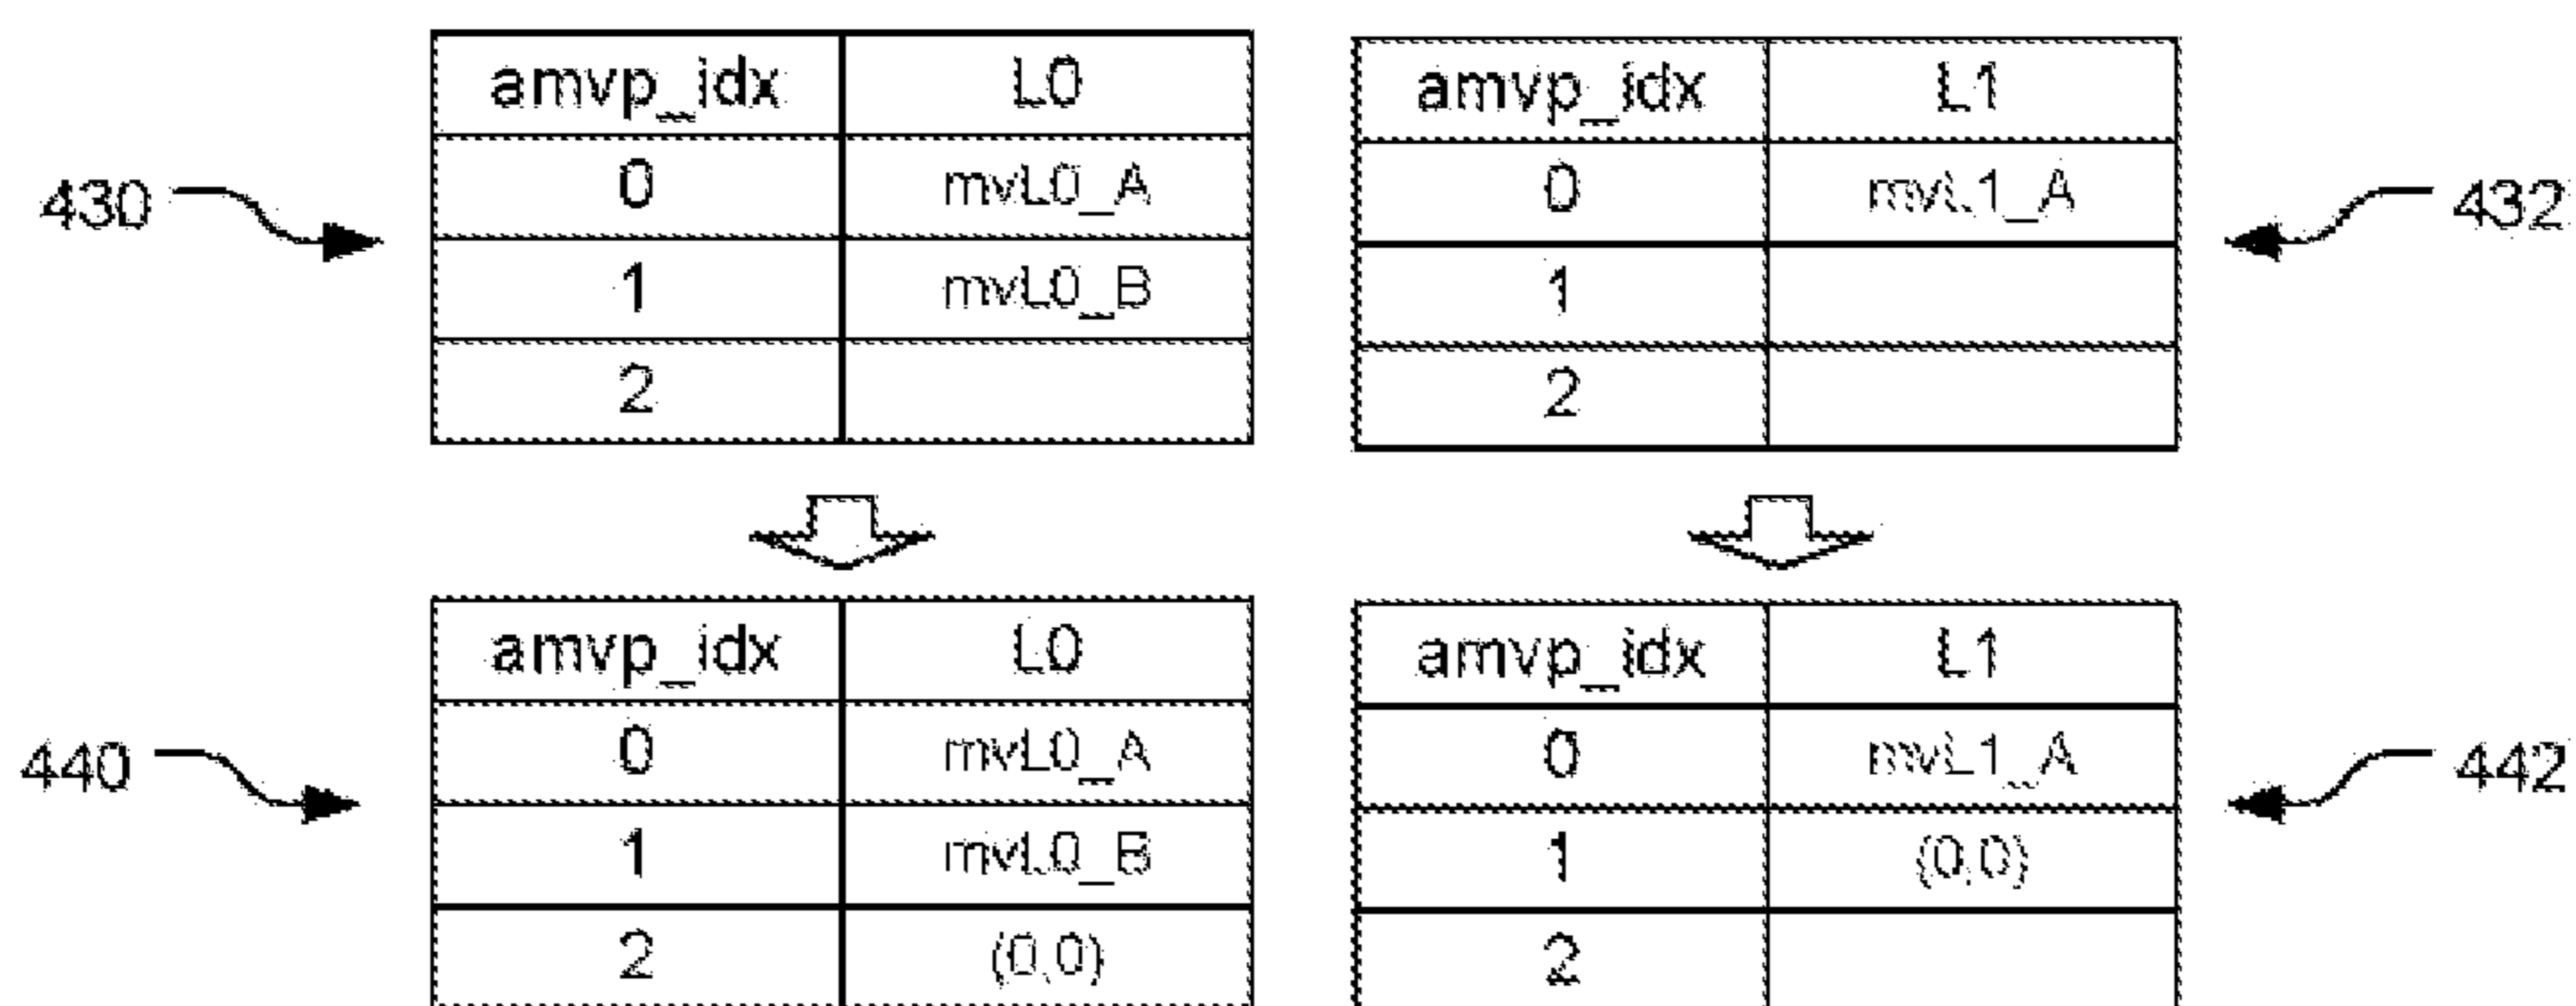 amvp_idx L0 amvp_idx L1
430 0 mvL0_A 0 mvL1_A 432
1 mvL0_B 1
2 2
amvp_idx L0 amvp_idx L1
440 0 mvL0_A 0 mvL1_A 442
1 mvL0_B 1 (0,0)
2 (0,0) 2